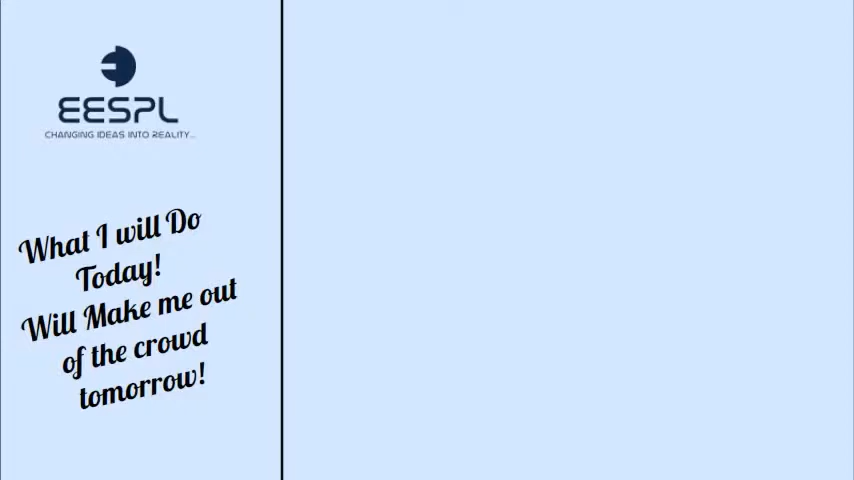 EESPL
CHANGING IDEAS INTO REALITY...
What I will Do
Today!
Will Make me out
of the crowd
tomorrow!